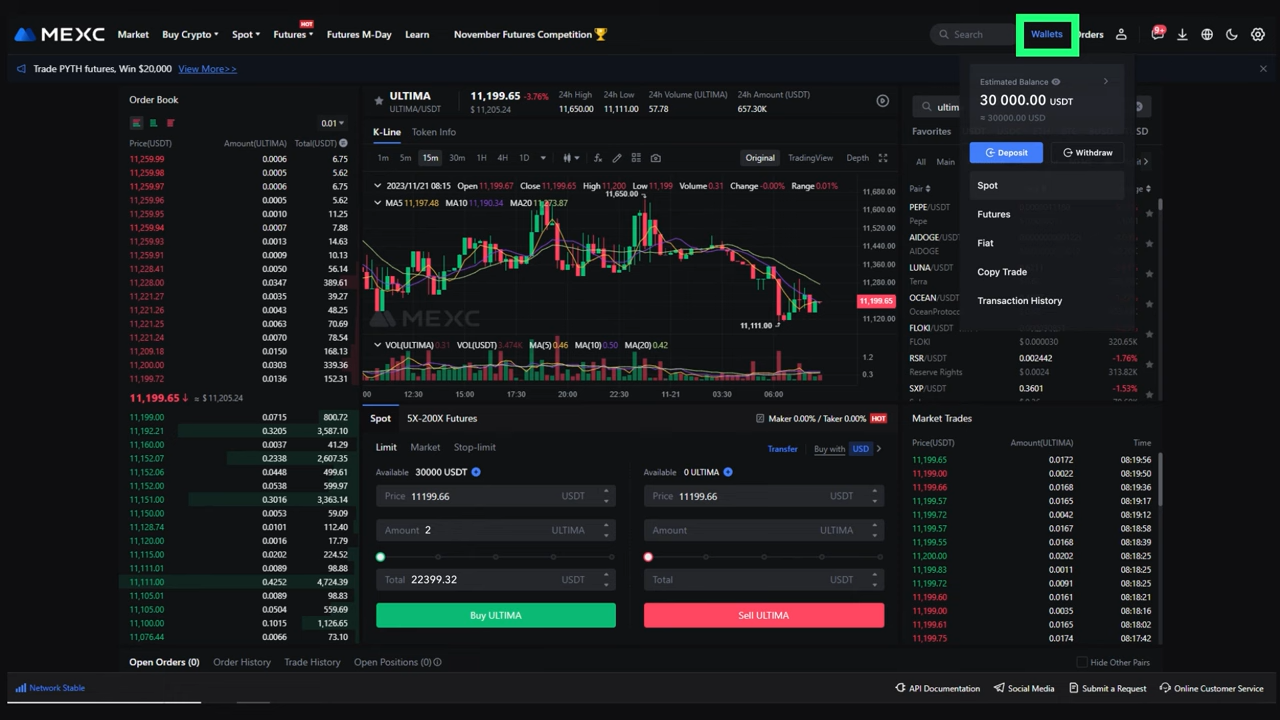 MEXC Market Buy Crypto Spot Futures HOT Futures M-Day Learn November Futures Competition Search Wallets Orders 9+
Trade PYTH futures, Win $20,000 View More>>
Order Book
0.01
Price(USDT) Amount(ULTIMA) Total(USDT)
11,259.99 0.0006 6.75
11,259.98 0.0005 5.62
11,259.97 0.0006 6.75
11,259.96 0.0005 5.62
11,259.95 0.0010 11.25
11,259.94 0.0007 7.88
11,259.93 0.0013 14.63
11,259.91 0.0009 10.13
11,228.41 0.0050 56.14
11,228.00 0.0347 389.61
11,221.27 0.0035 39.27
11,221.26 0.0043 48.25
11,221.25 0.0063 70.69
11,221.20 0.0070 78.54
11,209.18 0.0150 168.13
11,200.00 0.0303 339.36
11,199.72 0.0136 152.31
11,199.65 ≈ $ 11,205.24
11,199.00 0.0715 800.72
11,192.21 0.3205 3,587.10
11,160.00 0.0037 41.29
11,152.07 0.2338 2,607.35
11,152.06 0.0448 499.61
11,152.05 0.0538 599.97
11,151.00 0.3016 3,363.14
11,150.00 0.0053 59.09
11,128.74 0.0101 112.40
11,120.00 0.0016 17.79
11,115.00 0.0202 224.52
11,111.01 0.0089 98.88
11,111.00 0.4252 4,724.39
11,105.01 0.0089 98.83
11,105.00 0.0504 559.69
11,100.00 0.1015 1,126.65
11,076.44 0.0066 73.10
ULTIMA
ULTIMA/USDT
11,199.65 -3.76%
$ 11,205.24
24h High
11,650.00
24h Low
11,111.00
24h Volume (ULTIMA)
57.78
24h Amount (USDT)
657.30K
K-Line Token Info
1m 5m 15m 30m 1H 4H 1D Original TradingView Depth
2023/11/21 08:15 Open 11,199.67 Close 11,199.65 High 11,200 Low 11,199 Volume 0.31 Change -0.00% Range 0.01%
MA5 11,197.48 MA10 11,190.34 MA20 11,273.87
11,650.00
11,111.00
MEXC
11,680.00
11,600.00
11,520.00
11,440.00
11,360.00
11,280.00
11,199.65
11,120.00
VOL(ULTIMA) 0.31 VOL(USDT) 3.474K MA(5) 0.46 MA(10) 0.50 MA(20) 0.42
1.2
0.3
00 12:30 15:00 17:30 20:00 22:30 11-21 03:30 06:00
Spot 5X-200X Futures Maker 0.00% / Taker 0.00% HOT
Limit Market Stop-limit Transfer Buy with USD
Available 30000 USDT
Price 11199.66 USDT
Amount 2 ULTIMA
Total 22399.32 USDT
Buy ULTIMA
Available 0 ULTIMA
Price 11199.66 USDT
Amount ULTIMA
Total USDT
Sell ULTIMA
Estimated Balance
30 000.00 USDT
≈ 30000.00 USD
Deposit Withdraw
Spot
Futures
Fiat
Copy Trade
Transaction History
ultim
Favorites
All Main
Pair
PEPE/USDT
Pepe
AIDOGE/USDT
AIDOGE
LUNA/USDT
Terra
OCEAN/USDT
OceanProtoc
FLOKI/USDT
FLOKI $ 0.000030 320.65K
RSR/USDT 0.002442 -1.76%
Reserve Rights $ 0.0024 313.82K
SXP/USDT 0.3601 -1.53%
Market Trades
Price(USDT) Amount(ULTIMA) Time
11,199.65 0.0172 08:19:56
11,199.00 0.0022 08:19:50
11,199.66 0.0168 08:19:36
11,199.57 0.0165 08:19:17
11,199.72 0.0042 08:19:12
11,199.57 0.0167 08:18:58
11,199.55 0.0168 08:18:42
11,200.00 0.0202 08:18:25
11,199.83 0.0011 08:18:25
11,199.72 0.0091 08:18:25
11,199.60 0.0168 08:18:21
11,199.00 0.0035 08:18:16
11,199.61 0.0165 08:18:02
11,199.75 0.0174 08:17:42
Open Orders (0) Order History Trade History Open Positions (0) Hide Other Pairs
Network Stable API Documentation Social Media Submit a Request Online Customer Service